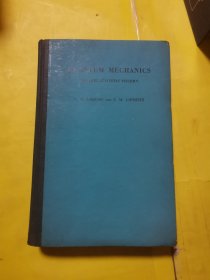 QUANTUM MECHANICS
NON-RELATIVISTIC THEORY
L. D. LANDAU AND E. M. LIFSHITZ